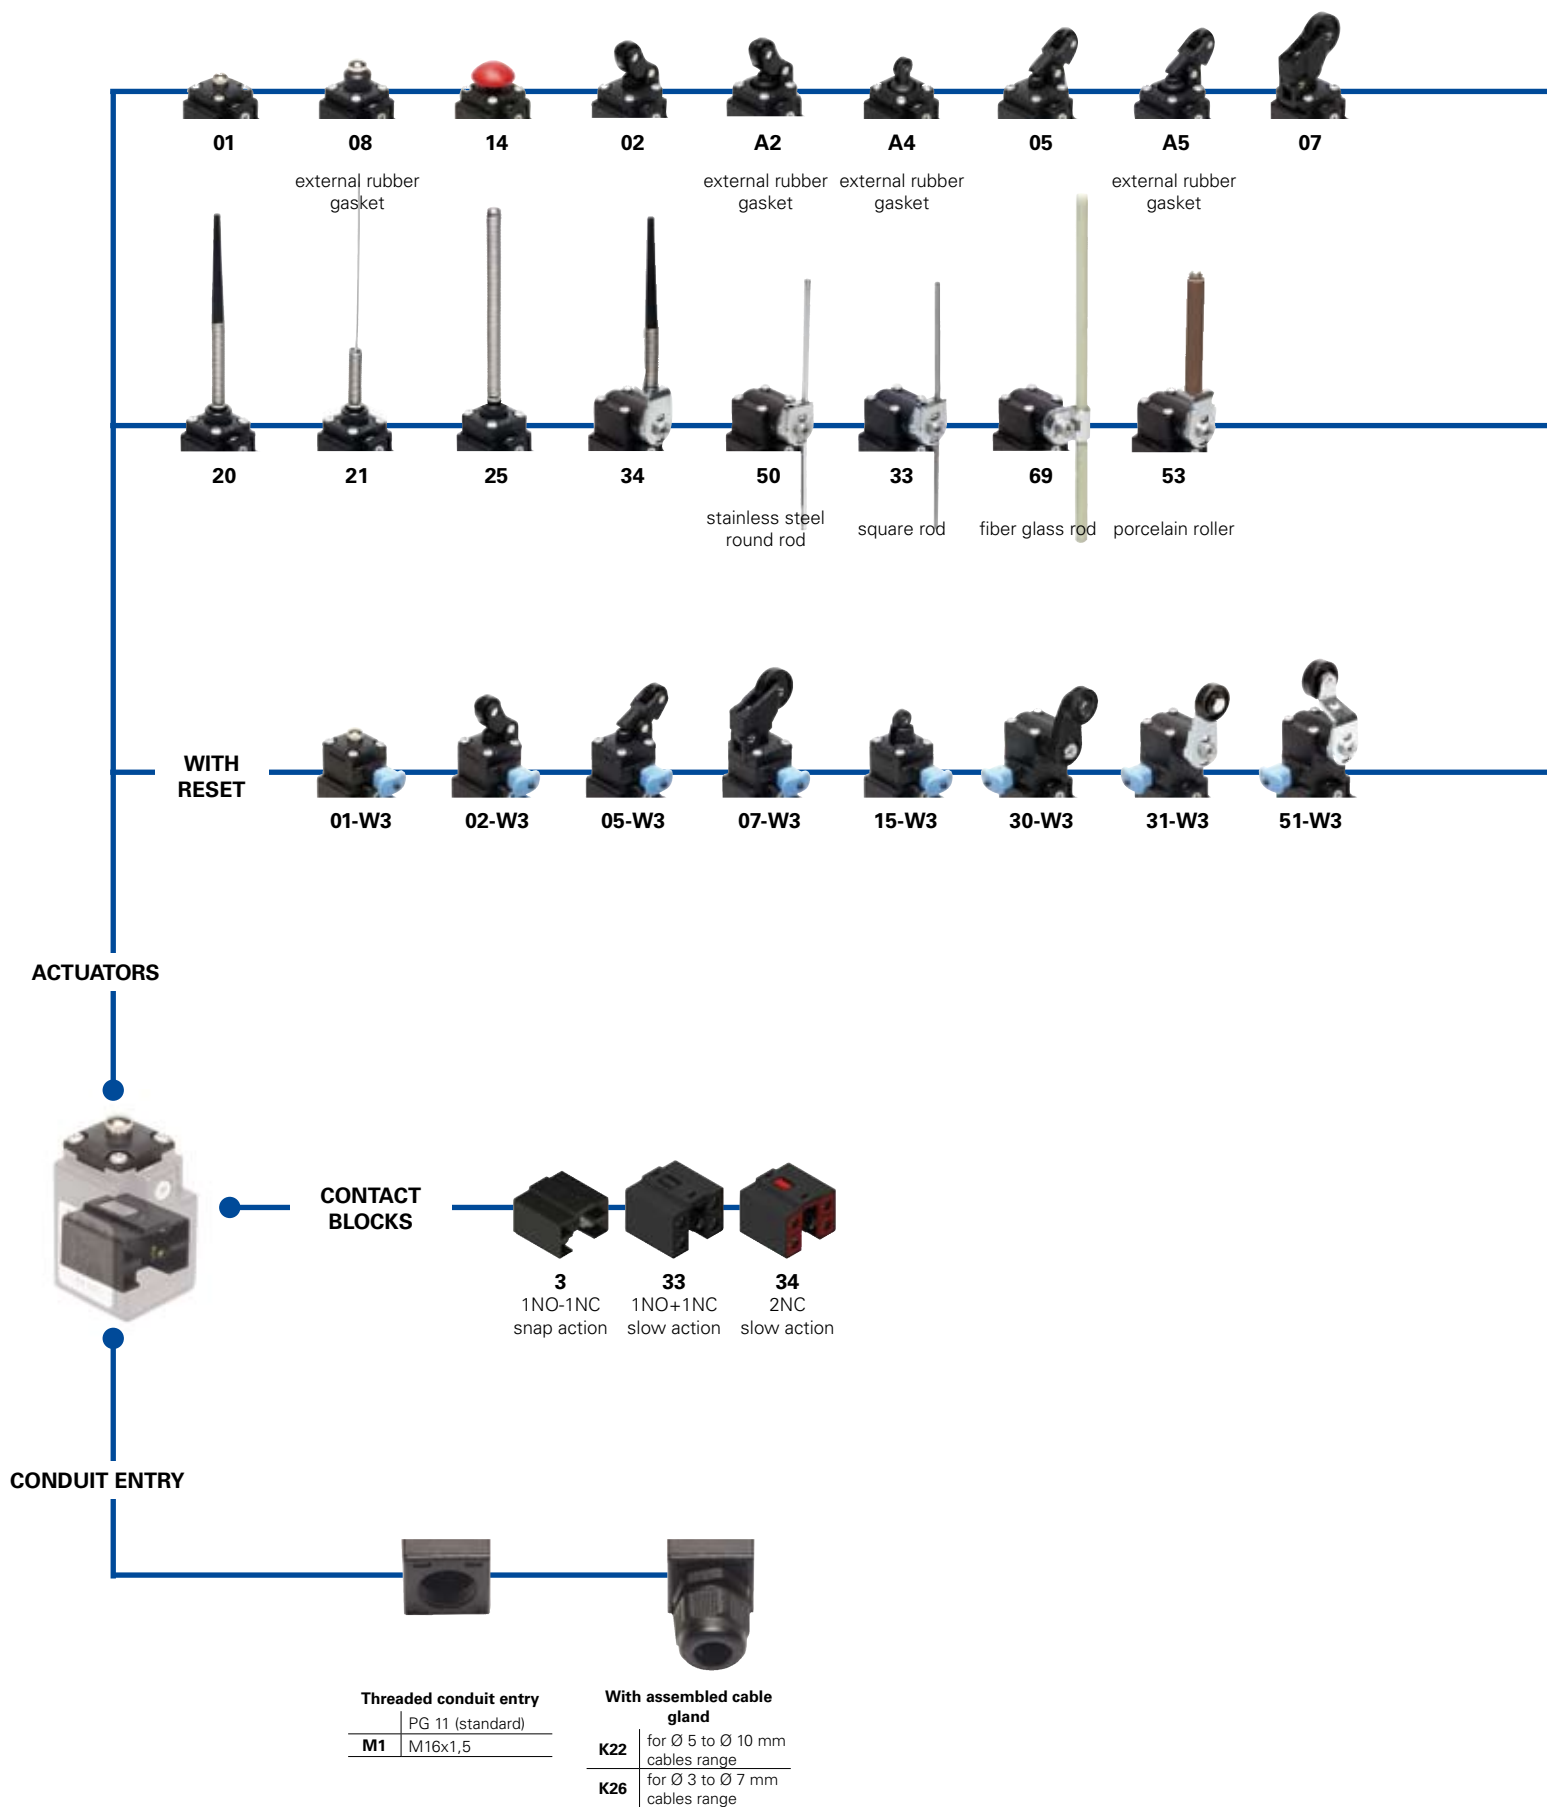 01 08 14 02 A2 A4 05 A5 07
external rubber gasket
external rubber gasket
external rubber gasket
external rubber gasket
20 21 25 34 50 33 69 53
stainless steel
round rod
square rod
fiber glass rod
porcelain roller
WITH
RESET
01-W3 02-W3 05-W3 07-W3 15-W3 30-W3 31-W3 51-W3
ACTUATORS
CONTACT
BLOCKS
3
1NO-1NC
snap action
33
1NO+1NC
slow action
34
2NC
slow action
CONDUIT ENTRY
Threaded conduit entry
PG 11 (standard)
M1 M16x1,5
With assembled cable
gland
K22 for Ø 5 to Ø 10 mm
cables range
K26 for Ø 3 to Ø 7 mm
cables range